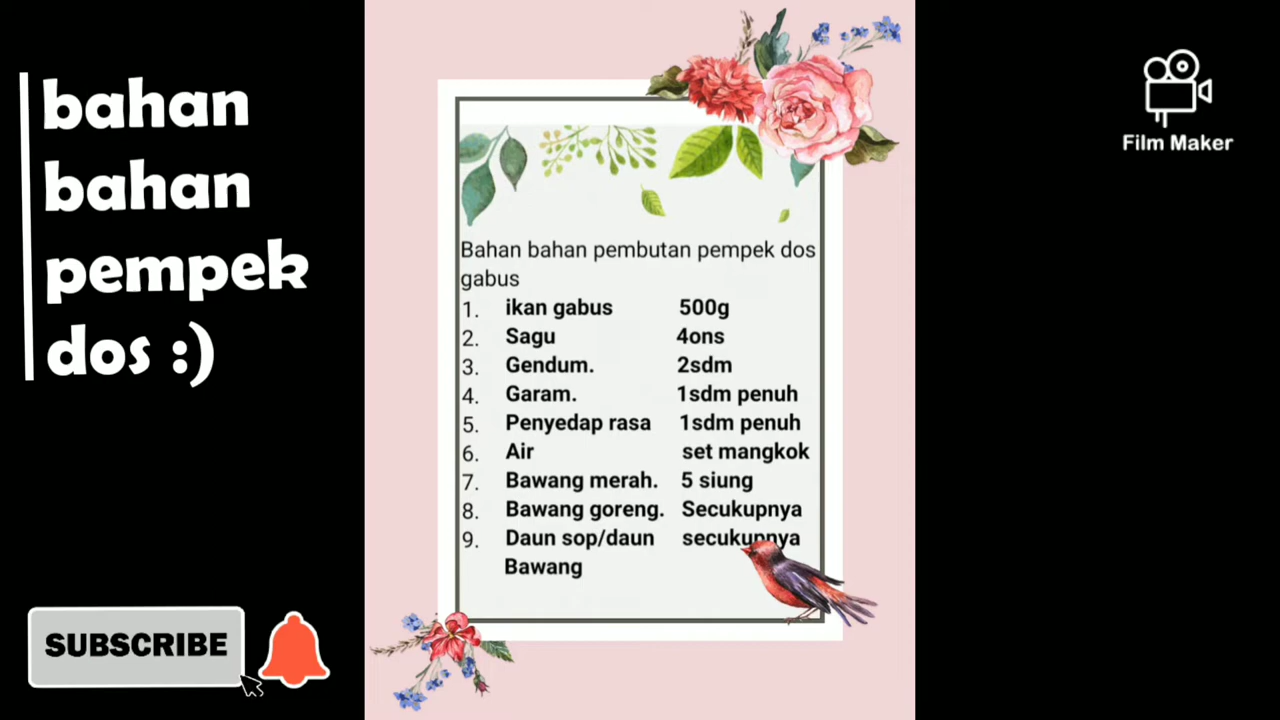 bahan
bahan
pempek
dos :)
Film Maker
Bahan bahan pembutan pempek dos
gabus
1. ikan gabus 500g
2. Sagu 4ons
3. Gendum. 2sdm
4. Garam. 1sdm penuh
5. Penyedap rasa 1sdm penuh
6. Air set mangkok
7. Bawang merah. 5 siung
8. Bawang goreng. Secukupnya
9. Daun sop/daun secukupnya
Bawang
SUBSCRIBE